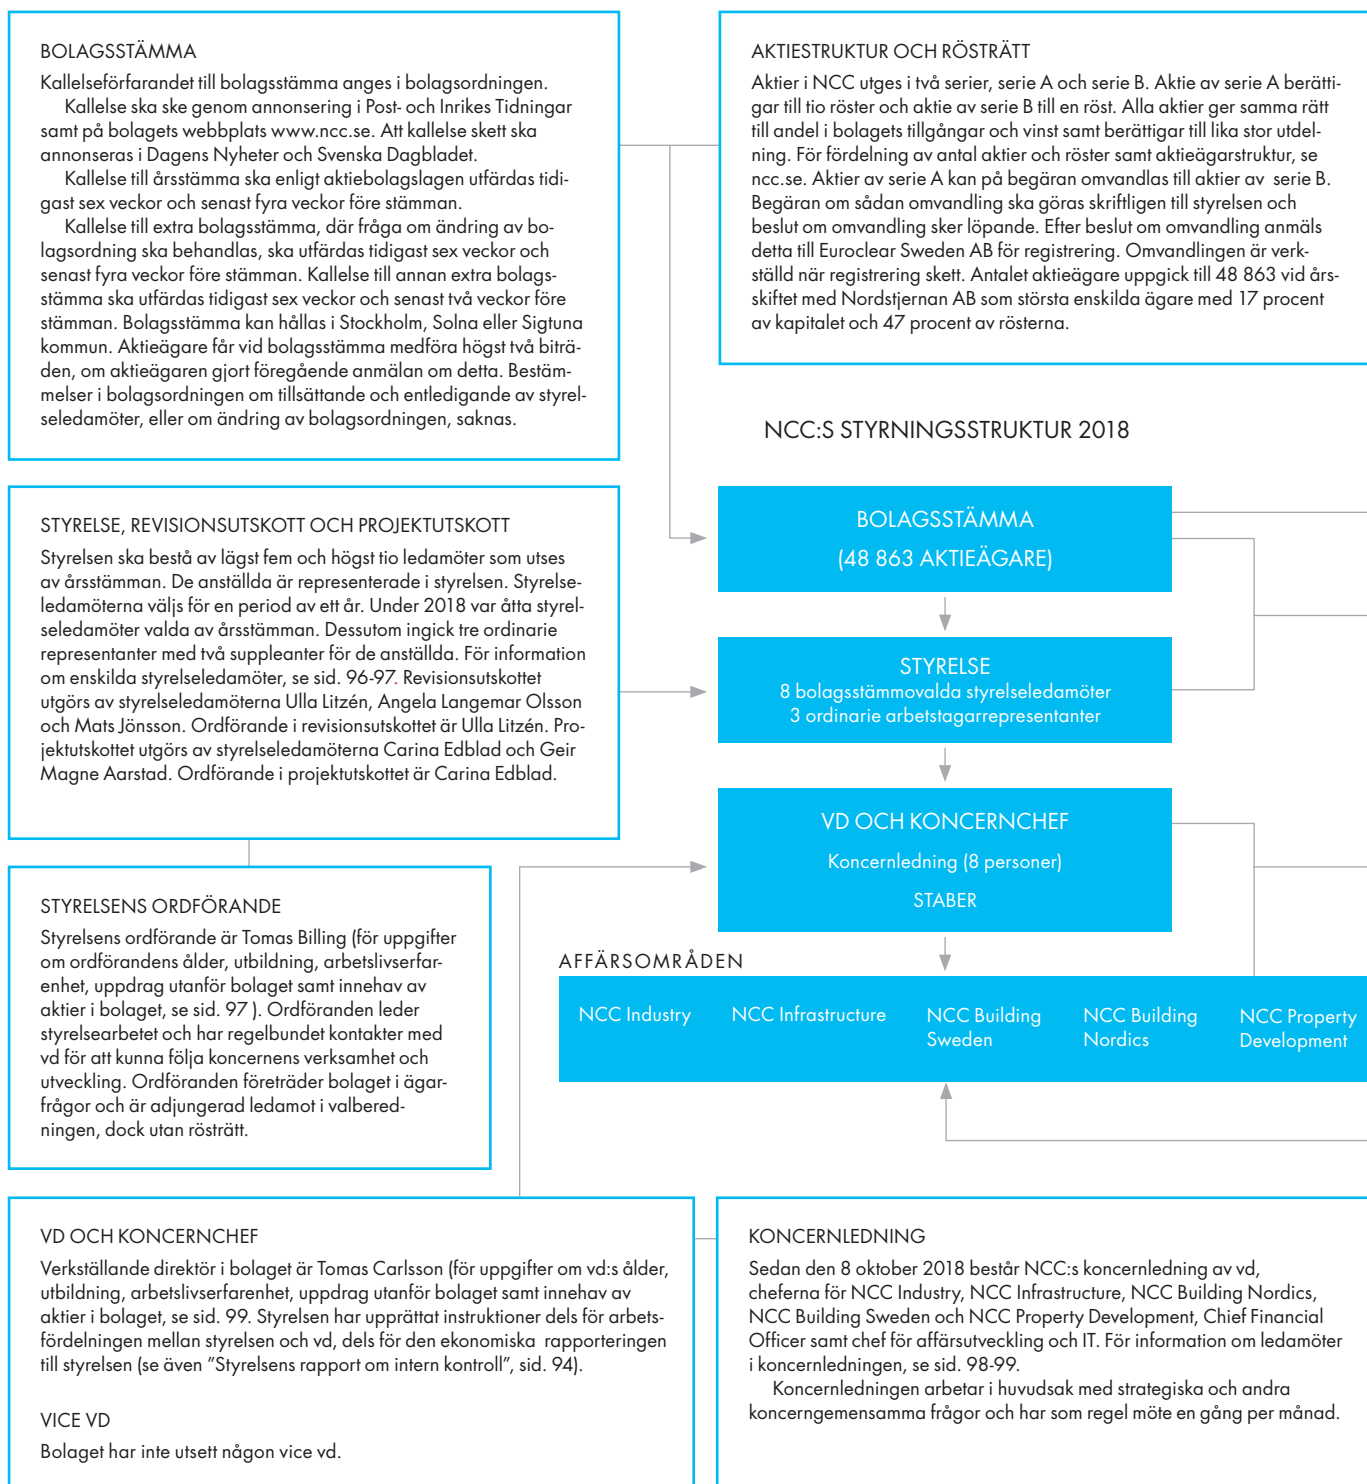 BOLAGSSTÄMMA
Kallelseförfarandet till bolagsstämma anges i bolagsordningen.
Kallelse ska ske genom annonsering i Post- och Inrikes Tidningar
samt på bolagets webbplats www.ncc.se. Att kallelse skett ska
annonseras i Dagens Nyheter och Svenska Dagbladet.
Kallelse till årsstämma ska enligt aktiebolagslagen utfärdas tidi-
gast sex veckor och senast fyra veckor före stämman.
Kallelse till extra bolagsstämma, där fråga om ändring av bo-
lagsordning ska behandlas, ska utfärdas tidigast sex veckor och
senast fyra veckor före stämman. Kallelse till annan extra bolags-
stämma ska utfärdas tidigast sex veckor och senast två veckor före
stämman. Bolagsstämma kan hållas i Stockholm, Solna eller Sigtuna
kommun. Aktieägare får vid bolagsstämma medföra högst två biträ-
den, om aktieägaren gjort föregående anmälan om detta. Bestäm-
melser i bolagsordningen om tillsättande och entledigande av styrel-
seledamöter, eller om ändring av bolagsordningen, saknas.
AKTIESTRUKTUR OCH RÖSTRÄTT
Aktier i NCC utges i två serier, serie A och serie B. Aktie av serie A berätti-
gar till tio röster och aktie av serie B till en röst. Alla aktier ger samma rätt
till andel i bolagets tillgångar och vinst samt berättigar till lika stor utdel-
ning. För fördelning av antal aktier och röster samt aktieägarstruktur, se
ncc.se. Aktier av serie A kan på begäran omvandlas till aktier av serie B.
Begäran om sådan omvandling ska göras skriftligen till styrelsen och
beslut om omvandling sker löpande. Efter beslut om omvandling anmäls
detta till Euroclear Sweden AB för registrering. Omvandlingen är verk-
ställd när registrering skett. Antalet aktieägare uppgick till 48 863 vid års-
skiftet med Nordstjernan AB som största enskilda ägare med 17 procent
av kapitalet och 47 procent av rösterna.
NCC:S STYRNINGSSTRUKTUR 2018
STYRELSE, REVISIONSUTSKOTT OCH PROJEKTUTSKOTT
Styrelsen ska bestå av lägst fem och högst tio ledamöter som utses
av årsstämman. De anställda är representerade i styrelsen. Styrelse-
ledamöterna väljs för en period av ett år. Under 2018 var åtta styrel-
seledamöter valda av årsstämman. Dessutom ingick tre ordinarie
representanter med två suppleanter för de anställda. För information
om enskilda styrelseledamöter, se sid. 96-97. Revisionsutskottet
utgörs av styrelseledamöterna Ulla Litzén, Angela Langemar Olsson
och Mats Jönsson. Ordförande i revisionsutskottet är Ulla Litzén. Pro-
jektutskottet utgörs av styrelseledamöterna Carina Edblad och Geir
Magne Aarstad. Ordförande i projektutskottet är Carina Edblad.
BOLAGSSTÄMMA
(48 863 AKTIEÄGARE)
STYRELSE
8 bolagsstämmovalda styrelseledamöter
3 ordinarie arbetstagarrepresentanter
VD OCH KONCERNCHEF
Koncernledning (8 personer)
STABER
STYRELSENS ORDFÖRANDE
Styrelsens ordförande är Tomas Billing (för uppgifter
om ordförandens ålder, utbildning, arbetslivserfar-
enhet, uppdrag utanför bolaget samt innehav av
aktier i bolaget, se sid. 97 ). Ordföranden leder
styrelsearbetet och har regelbundet kontakter med
vd för att kunna följa koncernens verksamhet och
utveckling. Ordföranden företräder bolaget i ägar-
frågor och är adjungerad ledamot i valbered-
ningen, dock utan rösträtt.
AFFÄRSOMRÅDEN
NCC Industry
NCC Infrastructure
NCC Building
Sweden
NCC Building
Nordics
NCC Property
Development
VD OCH KONCERNCHEF
Verkställande direktör i bolaget är Tomas Carlsson (för uppgifter om vd:s ålder,
utbildning, arbetslivserfarenhet, uppdrag utanför bolaget samt innehav av
aktier i bolaget, se sid. 99. Styrelsen har upprättat instruktioner dels för arbets-
fördelningen mellan styrelsen och vd, dels för den ekonomiska rapporteringen
till styrelsen (se även ”Styrelsens rapport om intern kontroll”, sid. 94).
VICE VD
Bolaget har inte utsett någon vice vd.
KONCERNLEDNING
Sedan den 8 oktober 2018 består NCC:s koncernledning av vd,
cheferna för NCC Industry, NCC Infrastructure, NCC Building Nordics,
NCC Building Sweden och NCC Property Development, Chief Financial
Officer samt chef för affärsutveckling och IT. För information om ledamöter
i koncernledningen, se sid. 98-99.
Koncernledningen arbetar i huvudsak med strategiska och andra
koncerngemensamma frågor och har som regel möte en gång per månad.